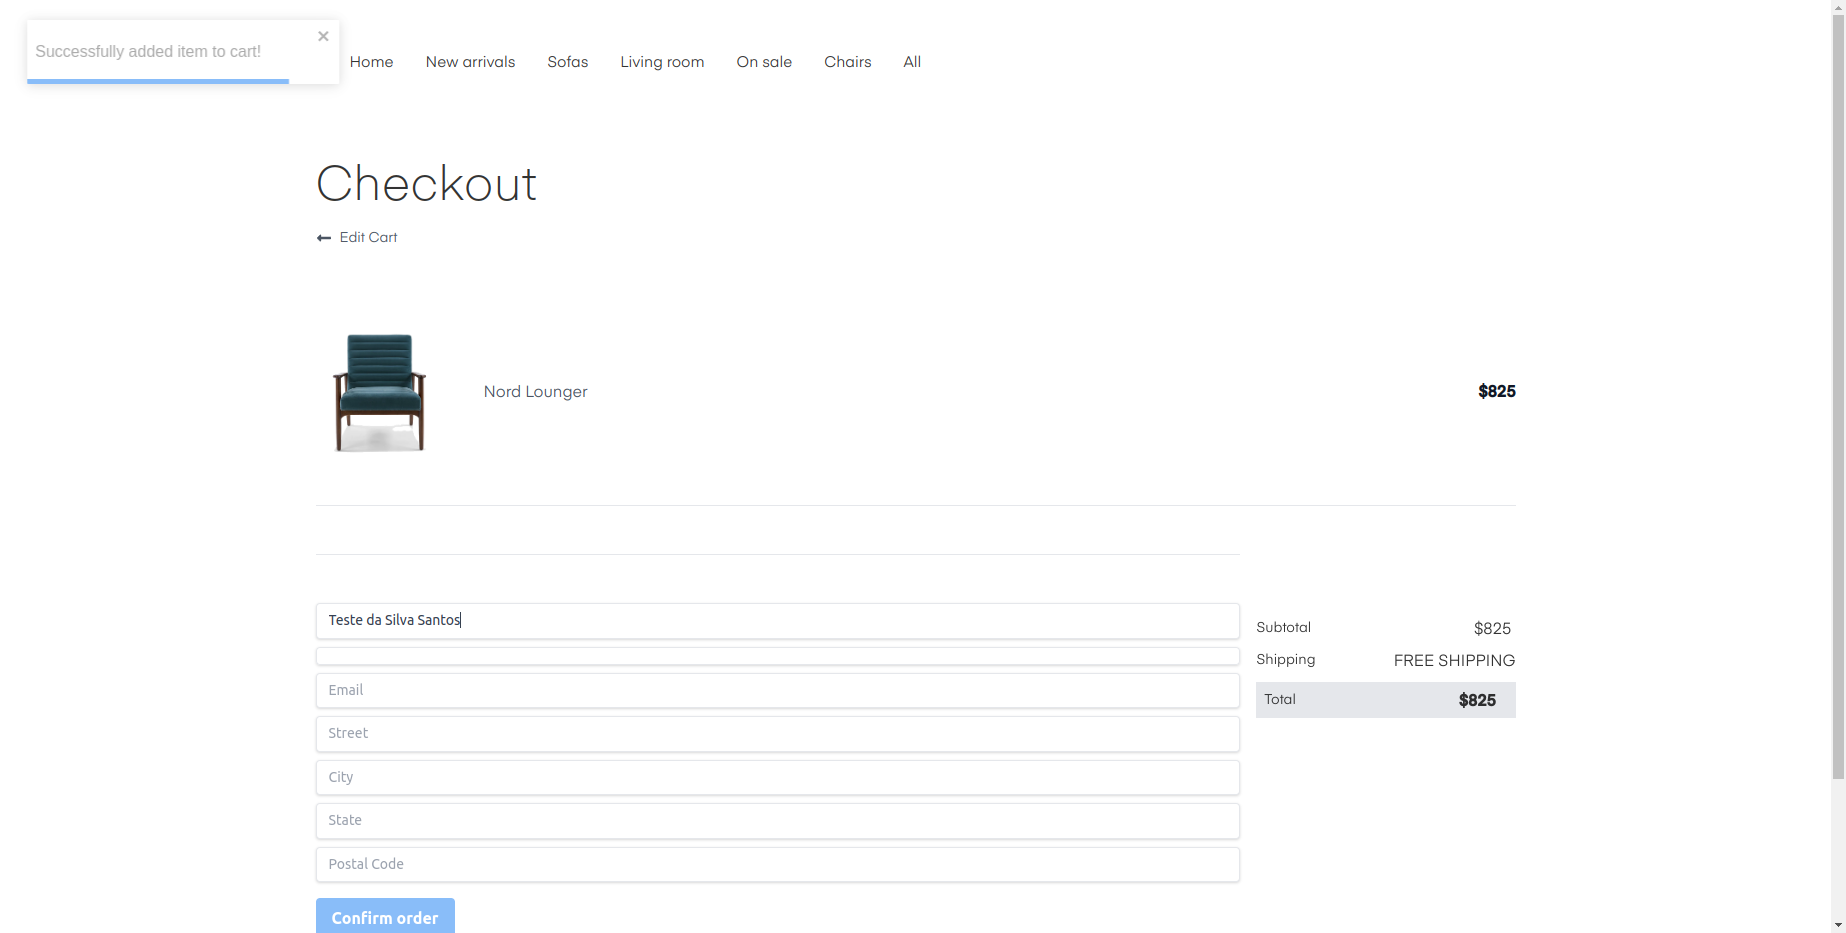 Successfully added item to cart!
Home New arrivals Sofas Living room On sale Chairs All
Checkout
Edit Cart
Nord Lounger $825
Teste da Silva Santos
Email
Street
City
State
Postal Code
Confirm order
Subtotal $825
Shipping FREE SHIPPING
Total $825